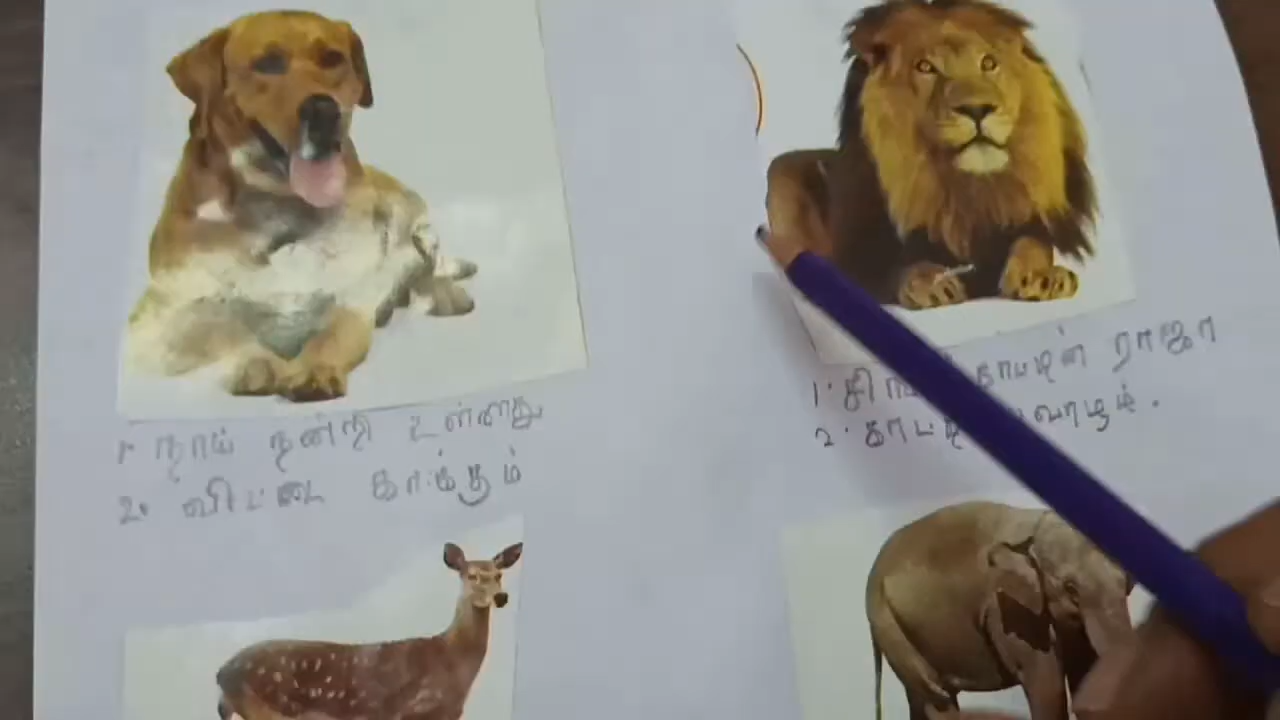 1. நாய் நன்றி உள்ளது
2. விட்டை காக்கும்
1. காட்டின் ராஜா
2. வாழும்.